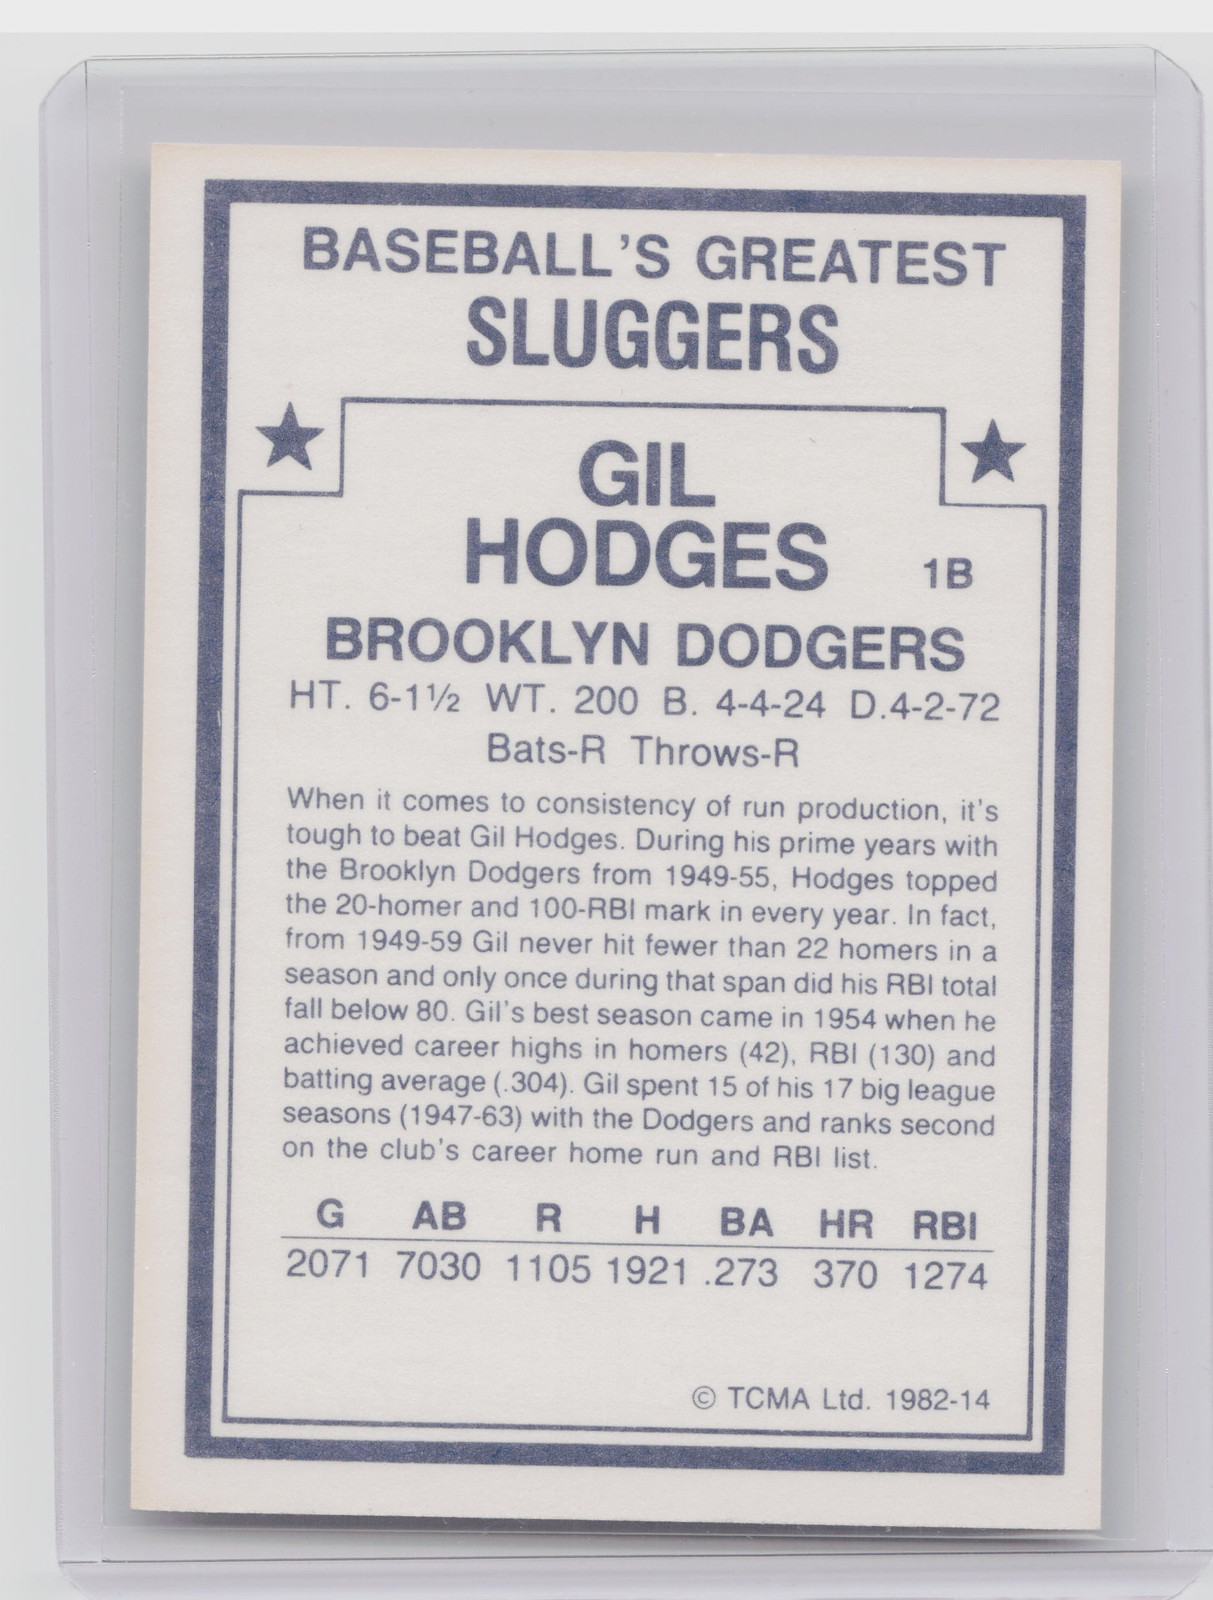 BASEBALL'S GREATEST
SLUGGERS
GIL
HODGES 1B
BROOKLYN DODGERS
HT. 6-1½ WT. 200 B. 4-4-24 D.4-2-72
Bats-R Throws-R
When it comes to consistency of run production, it's
tough to beat Gil Hodges. During his prime years with
the Brooklyn Dodgers from 1949-55, Hodges topped
the 20-homer and 100-RBI mark in every year. In fact,
from 1949-59 Gil never hit fewer than 22 homers in a
season and only once during that span did his RBI total
fall below 80. Gil's best season came in 1954 when he
achieved career highs in homers (42), RBI (130) and
batting average (.304). Gil spent 15 of his 17 big league
seasons (1947-63) with the Dodgers and ranks second
on the club's career home run and RBI list.
G AB R H BA HR RBI
2071 7030 1105 1921 .273 370 1274
© TCMA Ltd. 1982-14